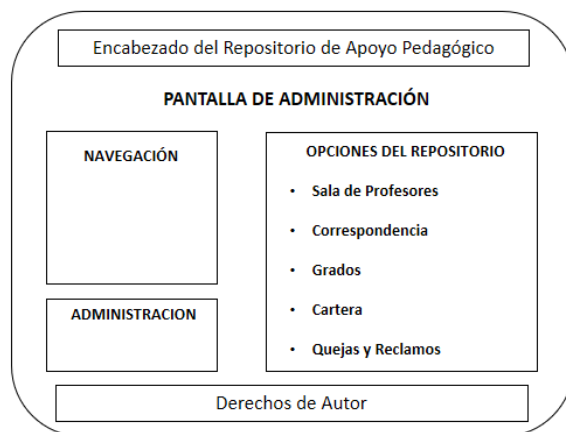 Encabezado del Repositorio de Apoyo Pedagógico
PANTALLA DE ADMINISTRACIÓN
NAVEGACIÓN
ADMINISTRACION
OPCIONES DEL REPOSITORIO
• Sala de Profesores
• Correspondencia
• Grados
• Cartera
• Quejas y Reclamos
Derechos de Autor